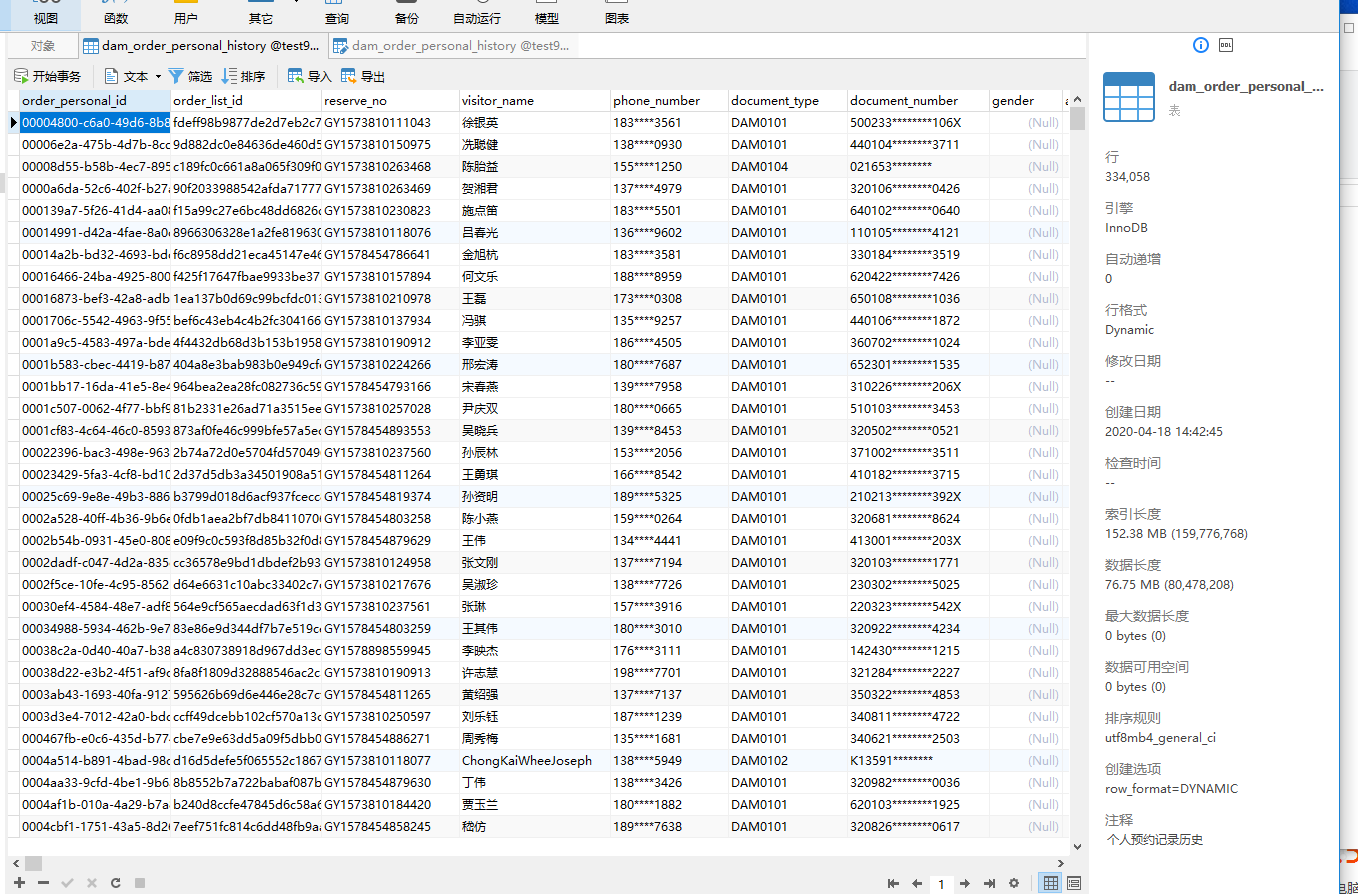 视图 函数 用户 其它 查询 备份 自动运行 模型 图表
对象 dam_order_personal_history @test9... dam_order_personal_history @test9...
开始事务 文本 筛选 排序 导入 导出
order_personal_id order_list_id reserve_no visitor_name phone_number document_type document_number gender
00004800-c6a0-49d6-8b8 fdeff98b9877de2d7eb2c7 GY1573810111043 徐银英 183****3561 DAM0101 500233********106X (Null)
00006e2a-475b-4d7b-8cc 9d882dc0e84636de460d5 GY1573810150975 冼聪健 138****0930 DAM0101 440104********3711 (Null)
00008d55-b58b-4ec7-895 c189fc0c661a8a065f309f0 GY1573810263468 陈胎益 155****1250 DAM0104 021653******** (Null)
0000a6da-52c6-402f-b27 90f2033988542afda71777 GY1573810263469 贺湘君 137****4979 DAM0101 320106********0426 (Null)
000139a7-5f26-41d4-aa0 f15a99c27e6bc48dd6826 GY1573810230823 施点笛 183****5501 DAM0101 640102********0640 (Null)
00014991-d42a-4fae-8a0 8966306328e1a2fe819630 GY1573810118076 吕春光 136****9602 DAM0101 110105********4121 (Null)
00014a2b-bd32-4693-bd f6c8958dd21eca45147e4 GY1578454786641 金旭杭 183****3581 DAM0101 330184********3519 (Null)
00016466-24ba-4925-800 f425f17647fbae9933be37 GY1573810157894 何文乐 188****8959 DAM0101 620422********7426 (Null)
00016873-bef3-42a8-adb 1ea137b0d69c99bcfdc01 GY1573810210978 王磊 173****0308 DAM0101 650108********1036 (Null)
0001706c-5542-4963-9f55 bef6c43eb4c4b2fc304166 GY1573810137934 冯骐 135****9257 DAM0101 440106********1872 (Null)
0001a9c5-4583-497a-bde 4f4432db68d3b153b1958 GY1573810190912 李亚雯 186****4505 DAM0101 360702********1024 (Null)
0001b583-cbec-4419-b87 404a8e3bab983b0e949cf GY1573810224266 邢宏涛 180****7687 DAM0101 652301********1535 (Null)
0001bb17-16da-41e5-8e 964bea2ea28fc082736c59 GY1578454793166 宋春燕 139****7958 DAM0101 310226********206X (Null)
0001c507-0062-4f77-bbf9 81b2331e26ad71a3515ee GY1573810257028 尹庆双 180****0665 DAM0101 510103********3453 (Null)
0001cf83-4c64-46c0-8593 873af0fe46c999bfe57a5e GY1578454893553 吴晓兵 139****8453 DAM0101 320502********0521 (Null)
00022396-bac3-498e-963 2b74a72d0e5704fd57049 GY1573810237560 孙辰林 153****2056 DAM0101 371002********3511 (Null)
00023429-5fa3-4cf8-bd10 2d37d5db3a34501908a51 GY1578454811264 王勇琪 166****8542 DAM0101 410182********3715 (Null)
00025c69-9e8e-49b3-886 b3799d018d6acf937fcecc GY1578454819374 孙资明 189****5325 DAM0101 210213********392X (Null)
0002a528-40ff-4b36-9b6 0fdb1aea2bf7db8411070 GY1578454803258 陈小燕 159****0264 DAM0101 320681********8624 (Null)
0002b54b-0931-45e0-808 e09f9c0c593f8d85b32f0d GY1578454879629 王伟 134****4441 DAM0101 413001********203X (Null)
0002dadf-c047-4d2a-835 cc36578e9bd1dbdef2b93 GY1573810124958 张文刚 137****7194 DAM0101 320103********1771 (Null)
0002f5ce-10fe-4c95-8562 d64e6631c10abc33402c7 GY1573810217676 吴淑珍 138****7726 DAM0101 230302********5025 (Null)
00030ef4-4584-48e7-adf 564e9cf565aecdad63f1d3 GY1573810237561 张琳 157****3916 DAM0101 220323********542X (Null)
00034988-5934-462b-9e7 83e86e9d344df7b7e519c GY1578454803259 王其伟 180****3010 DAM0101 320922********4234 (Null)
00038c2a-0d40-40a7-b38 a4c830738918d967dd3ec GY1578898559945 李映杰 176****3111 DAM0101 142430********1215 (Null)
00038d22-e3b2-4f51-af9 8fa8f1809d32888546ac2c GY1573810190913 许志慧 198****7701 DAM0101 321284********2227 (Null)
0003ab43-1693-40fa-912 595626b69d6e446e28c7c GY1578454811265 黄绍强 137****7137 DAM0101 350322********4853 (Null)
0003d3e4-7012-42a0-bd ccff49dcebb102cf570a13 GY1573810250597 刘乐钰 187****1239 DAM0101 340811********4722 (Null)
000467fb-e0c6-435d-b77 cbe7e9e63dd5a09f5dbb0 GY1578454886271 周秀梅 135****1681 DAM0101 340621********2503 (Null)
0004a514-b891-4bad-98 d16d5defe5f065552c1867 GY1573810118077 ChongKaiWheeJoseph 138****5949 DAM0102 K13591******** (Null)
0004aa33-9cfd-4be1-9b6 8b8552b7a722babaf087b GY1578454879630 丁伟 138****3426 DAM0101 320982********0036 (Null)
0004af1b-010a-4a29-b7a b240d8ccfe47845d6c58a6 GY1573810184420 贾玉兰 180****1882 DAM0101 620103********1925 (Null)
0004cbf1-1751-43a5-8d2 7eef751fc814c6dd48fb9a GY1578454858245 嵇仿 189****7638 DAM0101 320826********0617 (Null)
1
DDL
dam_order_personal_...
表
行
334,058
引擎
InnoDB
自动递增
0
行格式
Dynamic
修改日期
--
创建日期
2020-04-18 14:42:45
检查时间
--
索引长度
152.38 MB (159,776,768)
数据长度
76.75 MB (80,478,208)
最大数据长度
0 bytes (0)
数据可用空间
0 bytes (0)
排序规则
utf8mb4_general_ci
创建选项
row_format=DYNAMIC
注释
个人预约记录历史
电脑